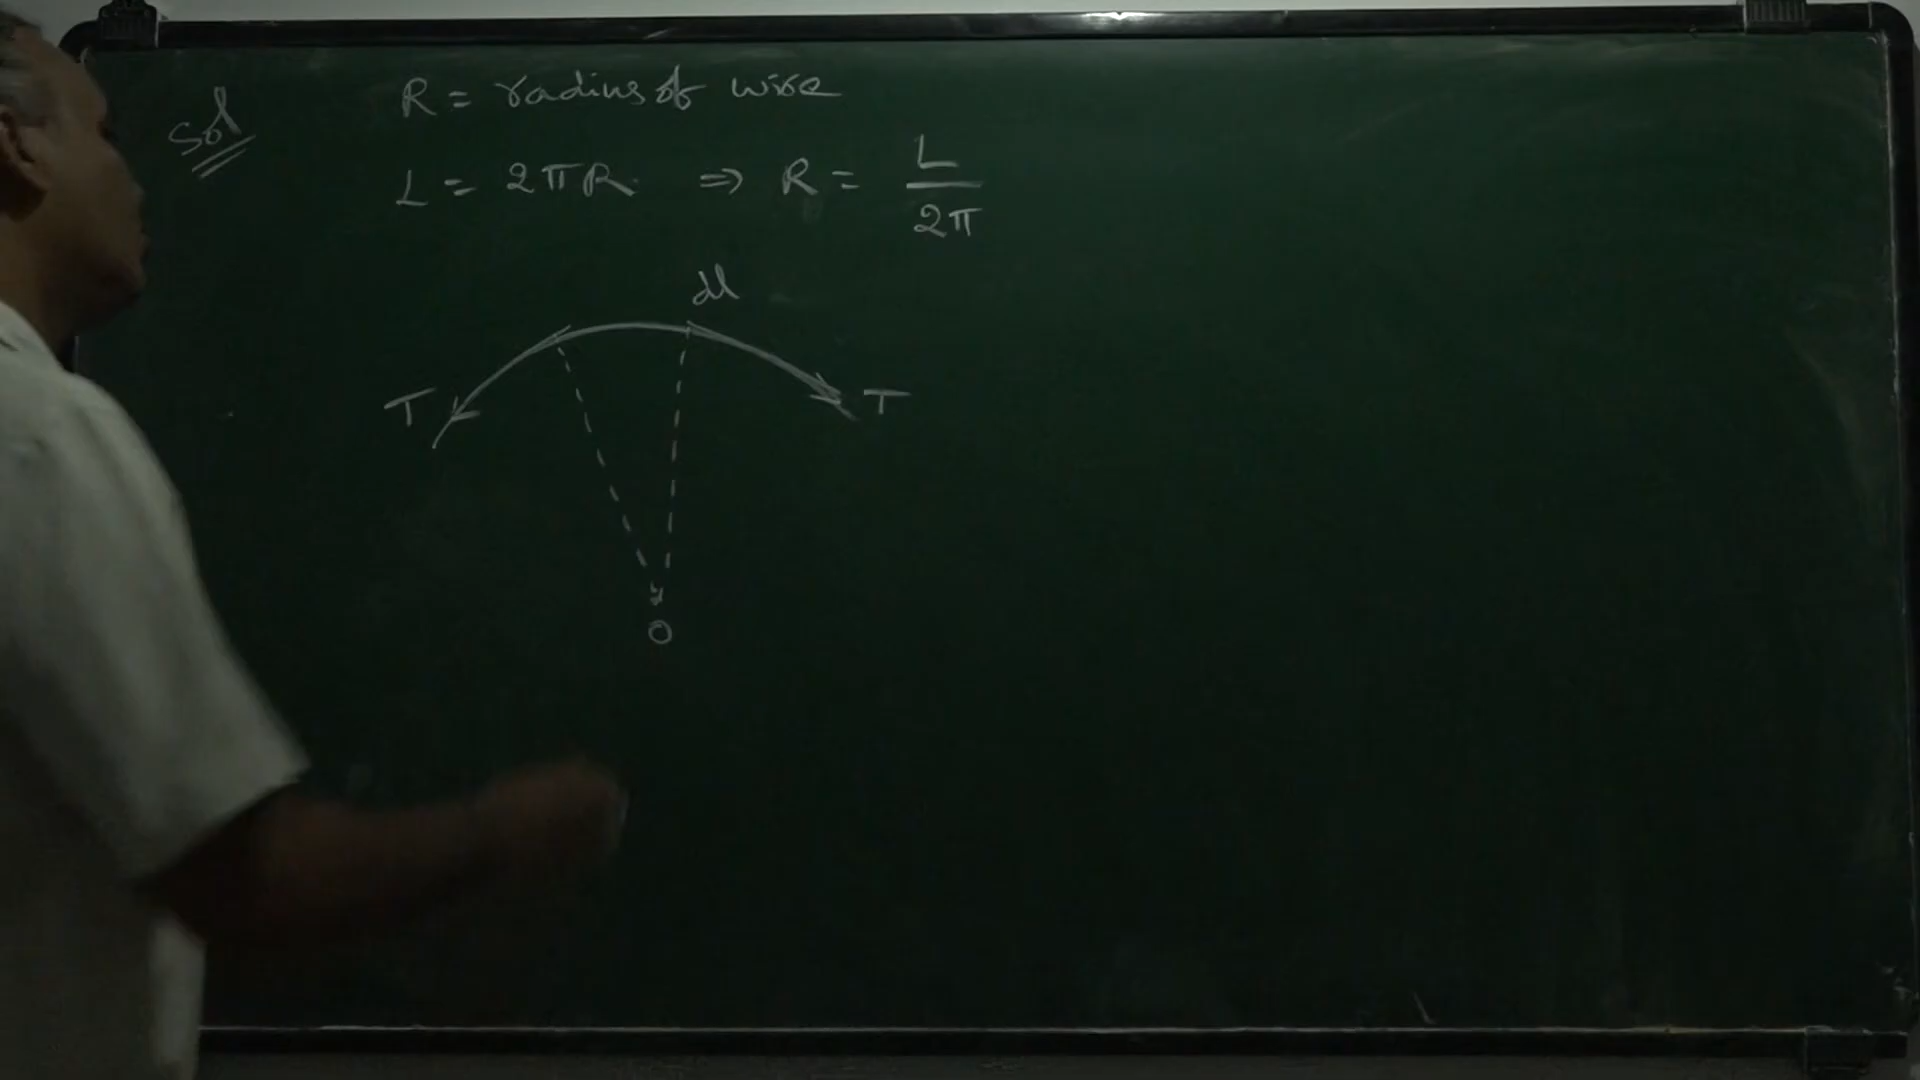 Sol
R = radius of wire
L = 2πR ⇒ R = L/2π
dl
T T
O